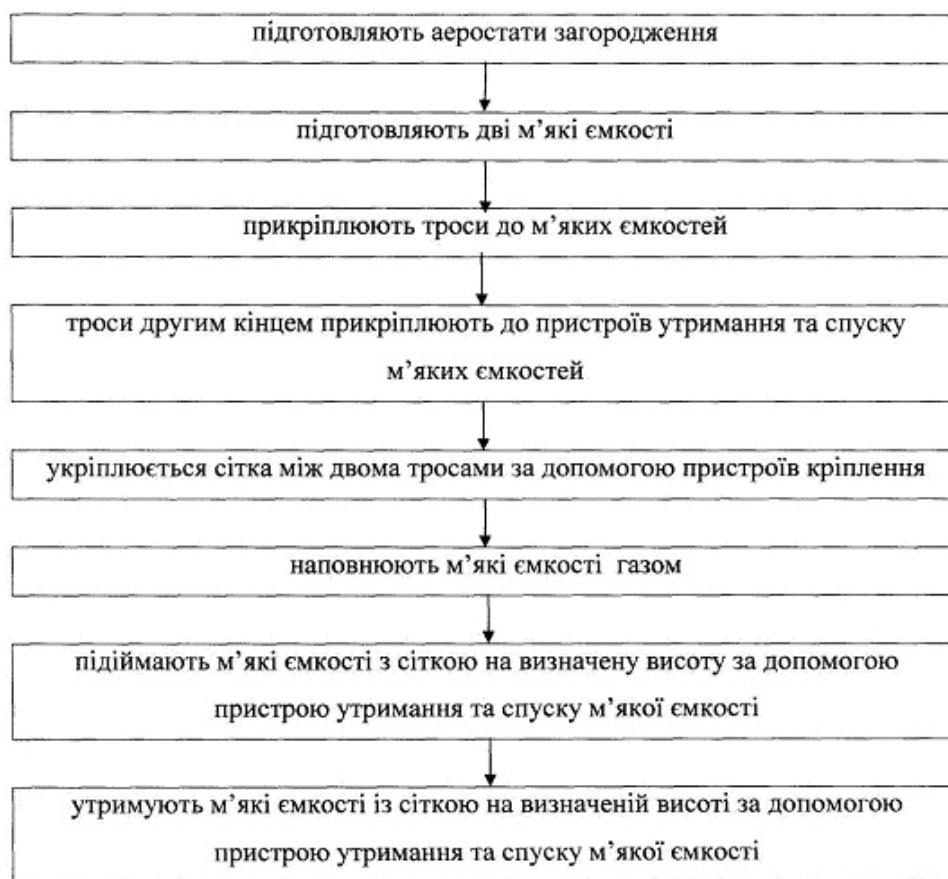 підготовляють аеростати загородження
підготовляють дві м’які ємкості
прикріплюють троси до м’яких ємкостей
троси другим кінцем прикріплюють до пристроїв утримання та спуску
м’яких ємкостей
укріплюється сітка між двома тросами за допомогою пристроїв кріплення
наповнюють м’які ємкості газом
підіймають м’які ємкості з сіткою на визначену висоту за допомогою
пристрою утримання та спуску м’якої ємкості
утримують м’які ємкості із сіткою на визначеній висоті за допомогою
пристрою утримання та спуску м’якої ємкості